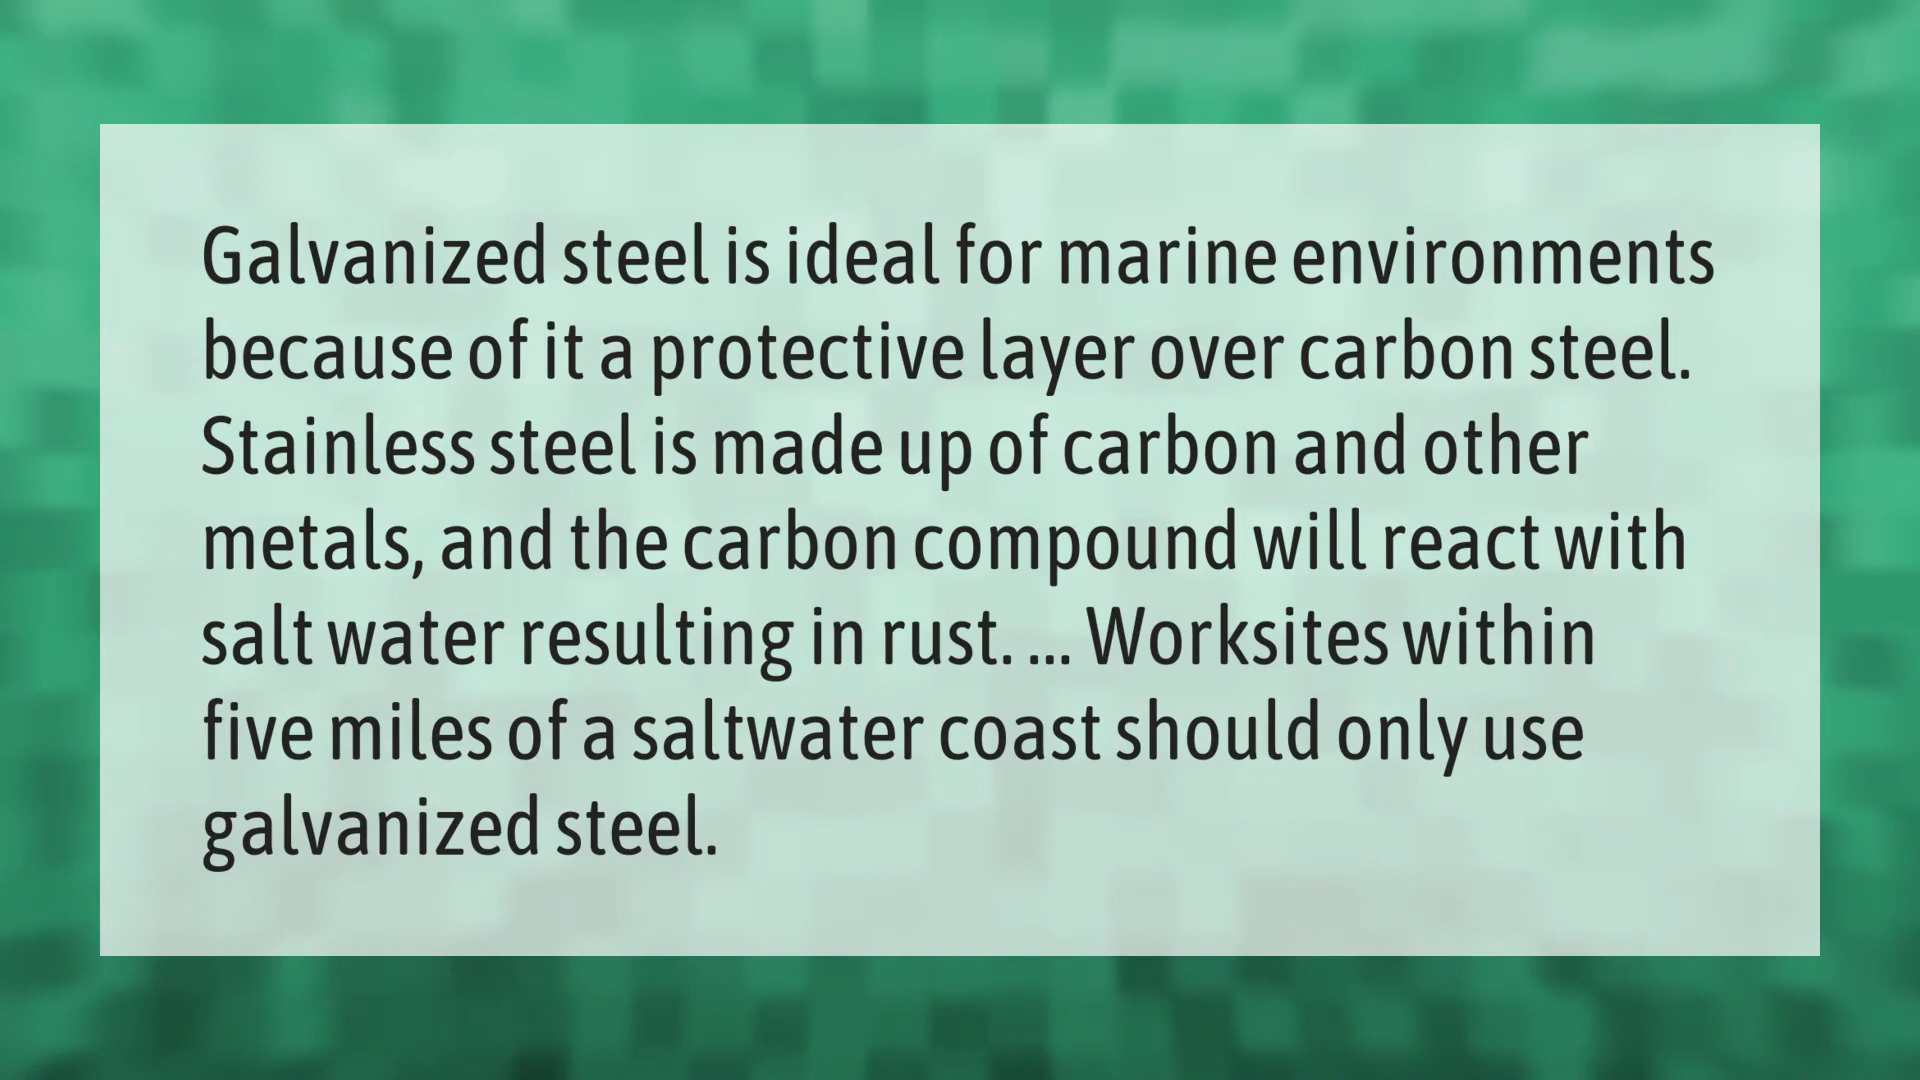 Galvanized steel is ideal for marine environments
because of it a protective layer over carbon steel.
Stainless steel is made up of carbon and other
metals, and the carbon compound will react with
salt water resulting in rust. ... Worksites within
five miles of a saltwater coast should only use
galvanized steel.